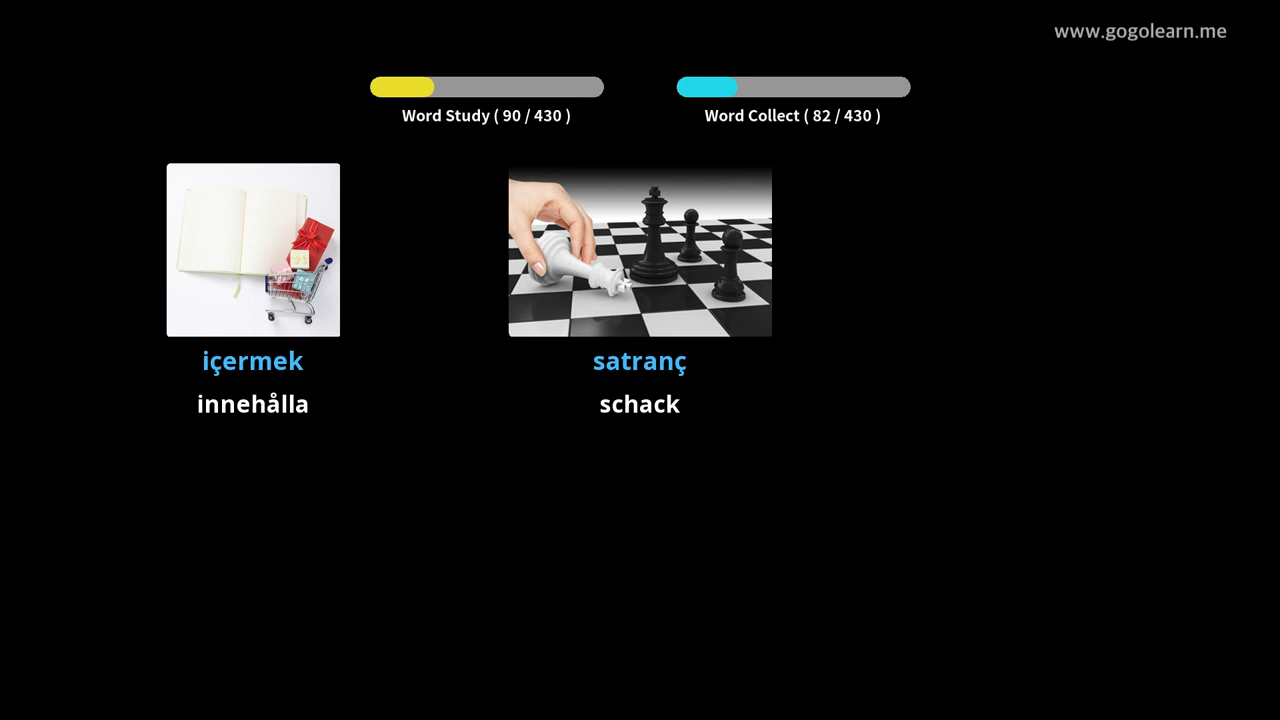 www.gogolearn.me
Word Study ( 90 / 430 )
Word Collect ( 82 / 430 )
içermek
innehålla
satranç
schack